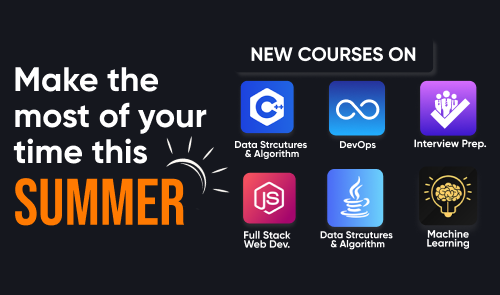 Make the
most of your
time this
SUMMER
NEW COURSES ON
C++
Data Strcutures
& Algorithm
DevOps
Interview Prep.
JS
Full Stack
Web Dev.
Data Strcutures
& Algorithm
Machine
Learning